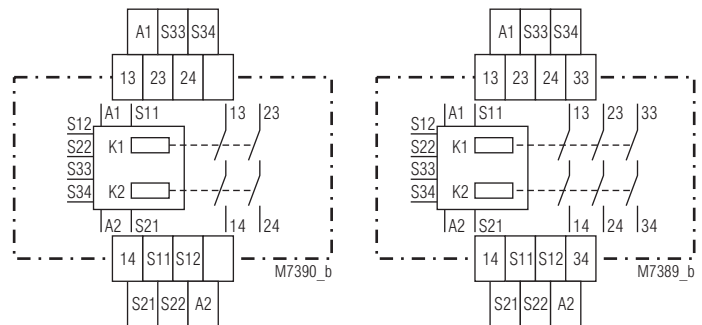 A1 S33 S34
13 23 24
A1 S11 13 23
S12
S22 K1
S33
S34 K2
A2 S21 14 24
14 S11 S12
M7390_b
S21 S22 A2
A1 S33 S34
13 23 24 33
A1 S11 13 23 33
S12
S22 K1
S33
S34 K2
A2 S21 14 24 34
14 S11 S12 34
M7389_b
S21 S22 A2